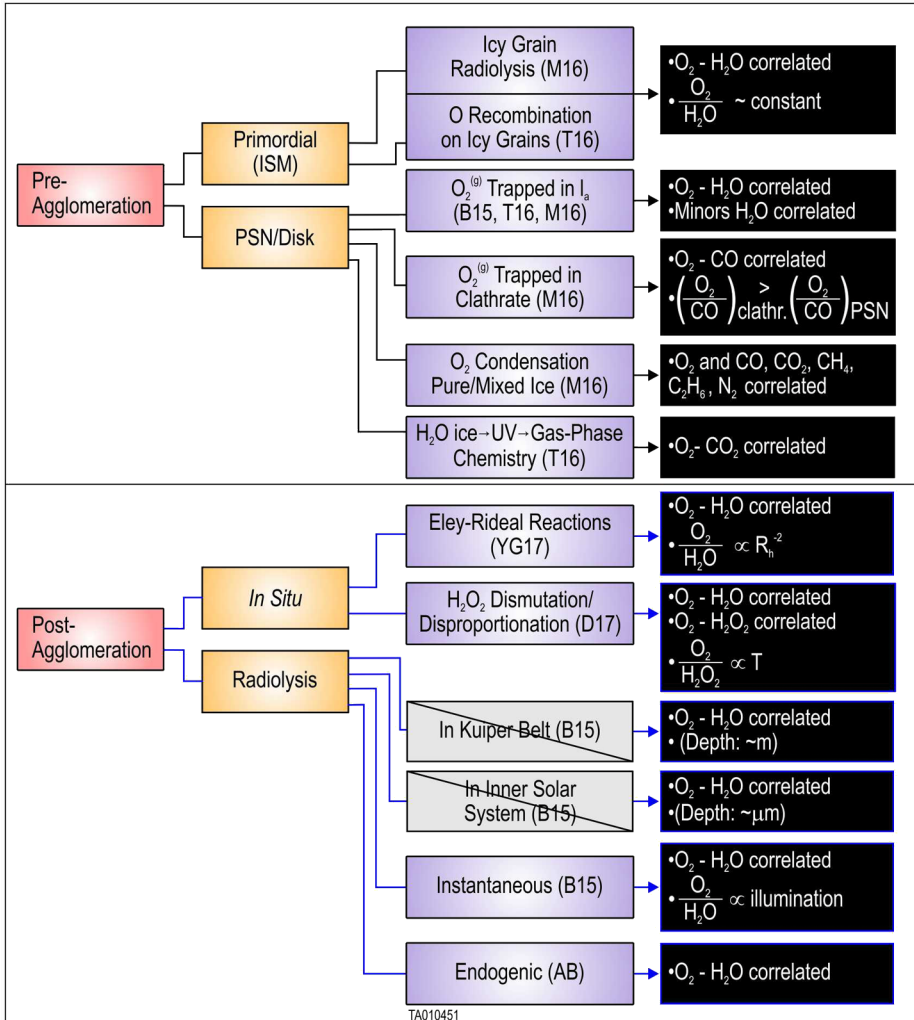 Pre-
Agglomeration
Primordial
(ISM)
PSN/Disk
Icy Grain
Radiolysis (M16)
O Recombination
on Icy Grains (T16)
•O₂ - H₂O correlated
•O₂/H₂O ~ constant
O₂⁽ᵍ⁾ Trapped in Iₐ
(B15, T16, M16)
•O₂ - H₂O correlated
•Minors H₂O correlated
O₂⁽ᵍ⁾ Trapped in
Clathrate (M16)
•O₂ - CO correlated
•(O₂/CO)clathr. > (O₂/CO)PSN
O₂ Condensation
Pure/Mixed Ice (M16)
•O₂ and CO, CO₂, CH₄,
C₂H₆, N₂ correlated
H₂O ice→UV→Gas-Phase
Chemistry (T16)
•O₂- CO₂ correlated
Post-
Agglomeration
In Situ
Radiolysis
Eley-Rideal Reactions
(YG17)
•O₂ - H₂O correlated
•O₂/H₂O ∝ Rₕ⁻²
H₂O₂ Dismutation/
Disproportionation (D17)
•O₂ - H₂O correlated
•O₂ - H₂O₂ correlated
•O₂/H₂O₂ ∝ T
In Kuiper Belt (B15)
•O₂ - H₂O correlated
• (Depth: ~m)
In Inner Solar
System (B15)
•O₂ - H₂O correlated
•(Depth: ~μm)
Instantaneous (B15)
•O₂ - H₂O correlated
•O₂/H₂O ∝ illumination
Endogenic (AB)
•O₂ - H₂O correlated
TA010451